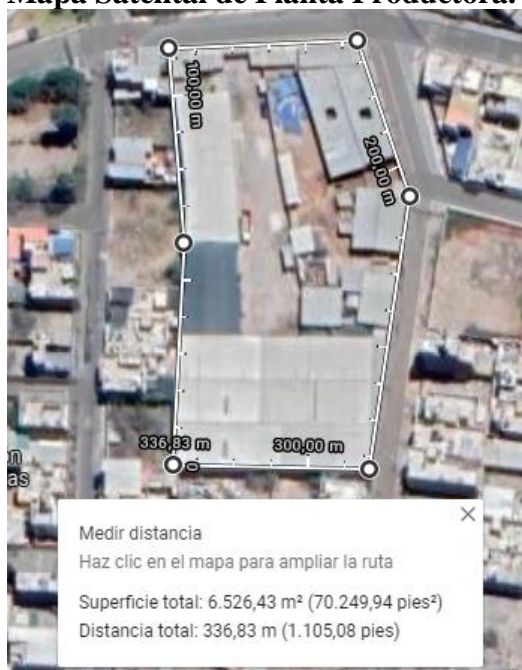 Mapa Satelital de Planta Productora.
100,00 m
200,00 m
336,83 m
0
300,00 m
as
Medir distancia
Haz clic en el mapa para ampliar la ruta
Superficie total: 6.526,43 m² (70.249,94 pies²)
Distancia total: 336,83 m (1.105,08 pies)